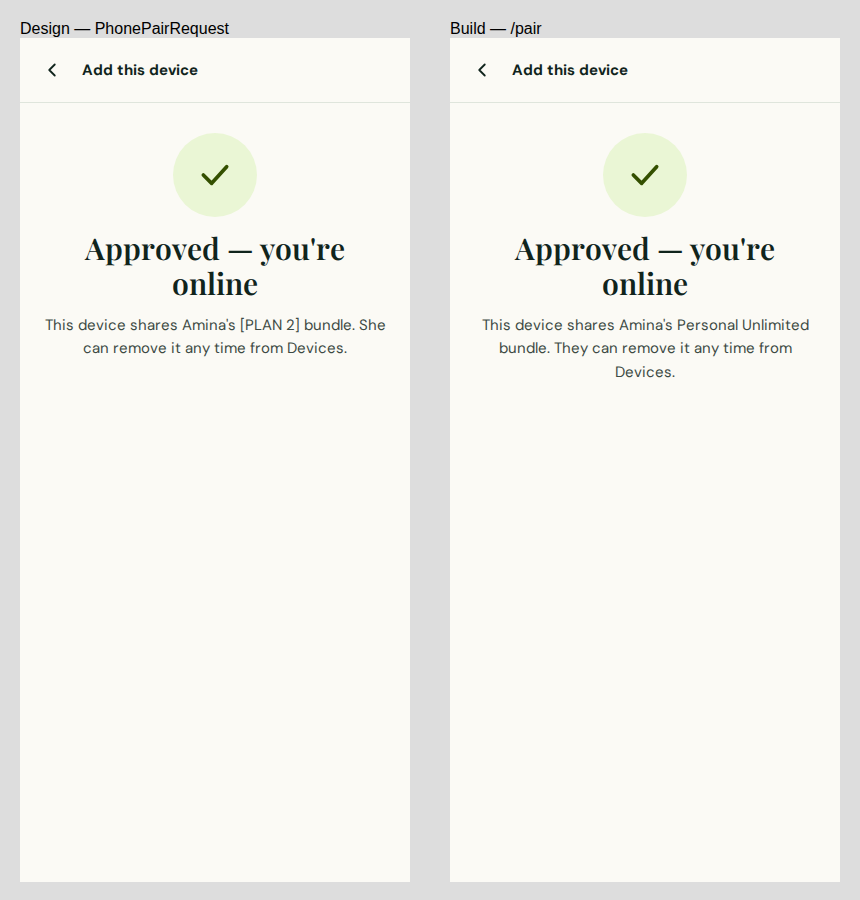 Design — PhonePairRequest
Add this device
Approved — you're
online
This device shares Amina's [PLAN 2] bundle. She
can remove it any time from Devices.
Build — /pair
Add this device
Approved — you're
online
This device shares Amina's Personal Unlimited
bundle. They can remove it any time from
Devices.